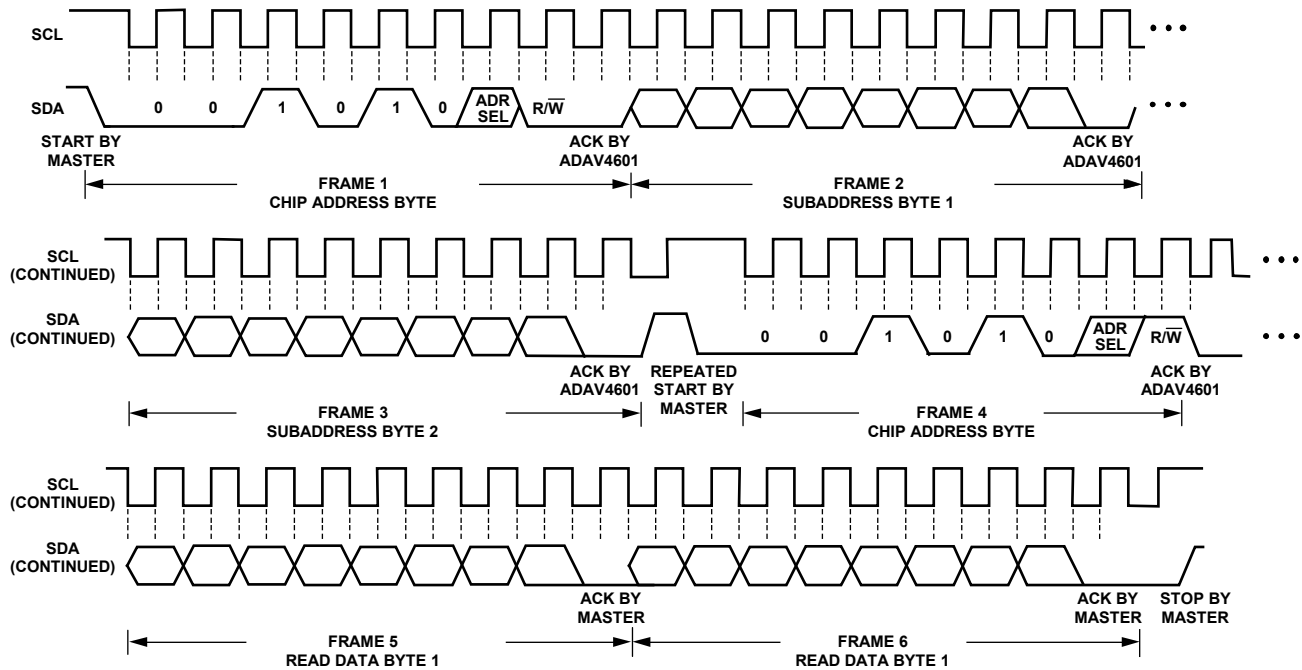 SCL
SDA
0 0 1 0 1 0 ADR SEL R/W̅
START BY MASTER
ACK BY ADAV4601
ACK BY ADAV4601
FRAME 1
CHIP ADDRESS BYTE
FRAME 2
SUBADDRESS BYTE 1
SCL
(CONTINUED)
SDA
(CONTINUED)
0 0 1 0 1 0 ADR SEL R/W̅
ACK BY ADAV4601
REPEATED START BY MASTER
ACK BY ADAV4601
FRAME 3
SUBADDRESS BYTE 2
FRAME 4
CHIP ADDRESS BYTE
SCL
(CONTINUED)
SDA
(CONTINUED)
ACK BY MASTER
ACK BY MASTER
STOP BY MASTER
FRAME 5
READ DATA BYTE 1
FRAME 6
READ DATA BYTE 1